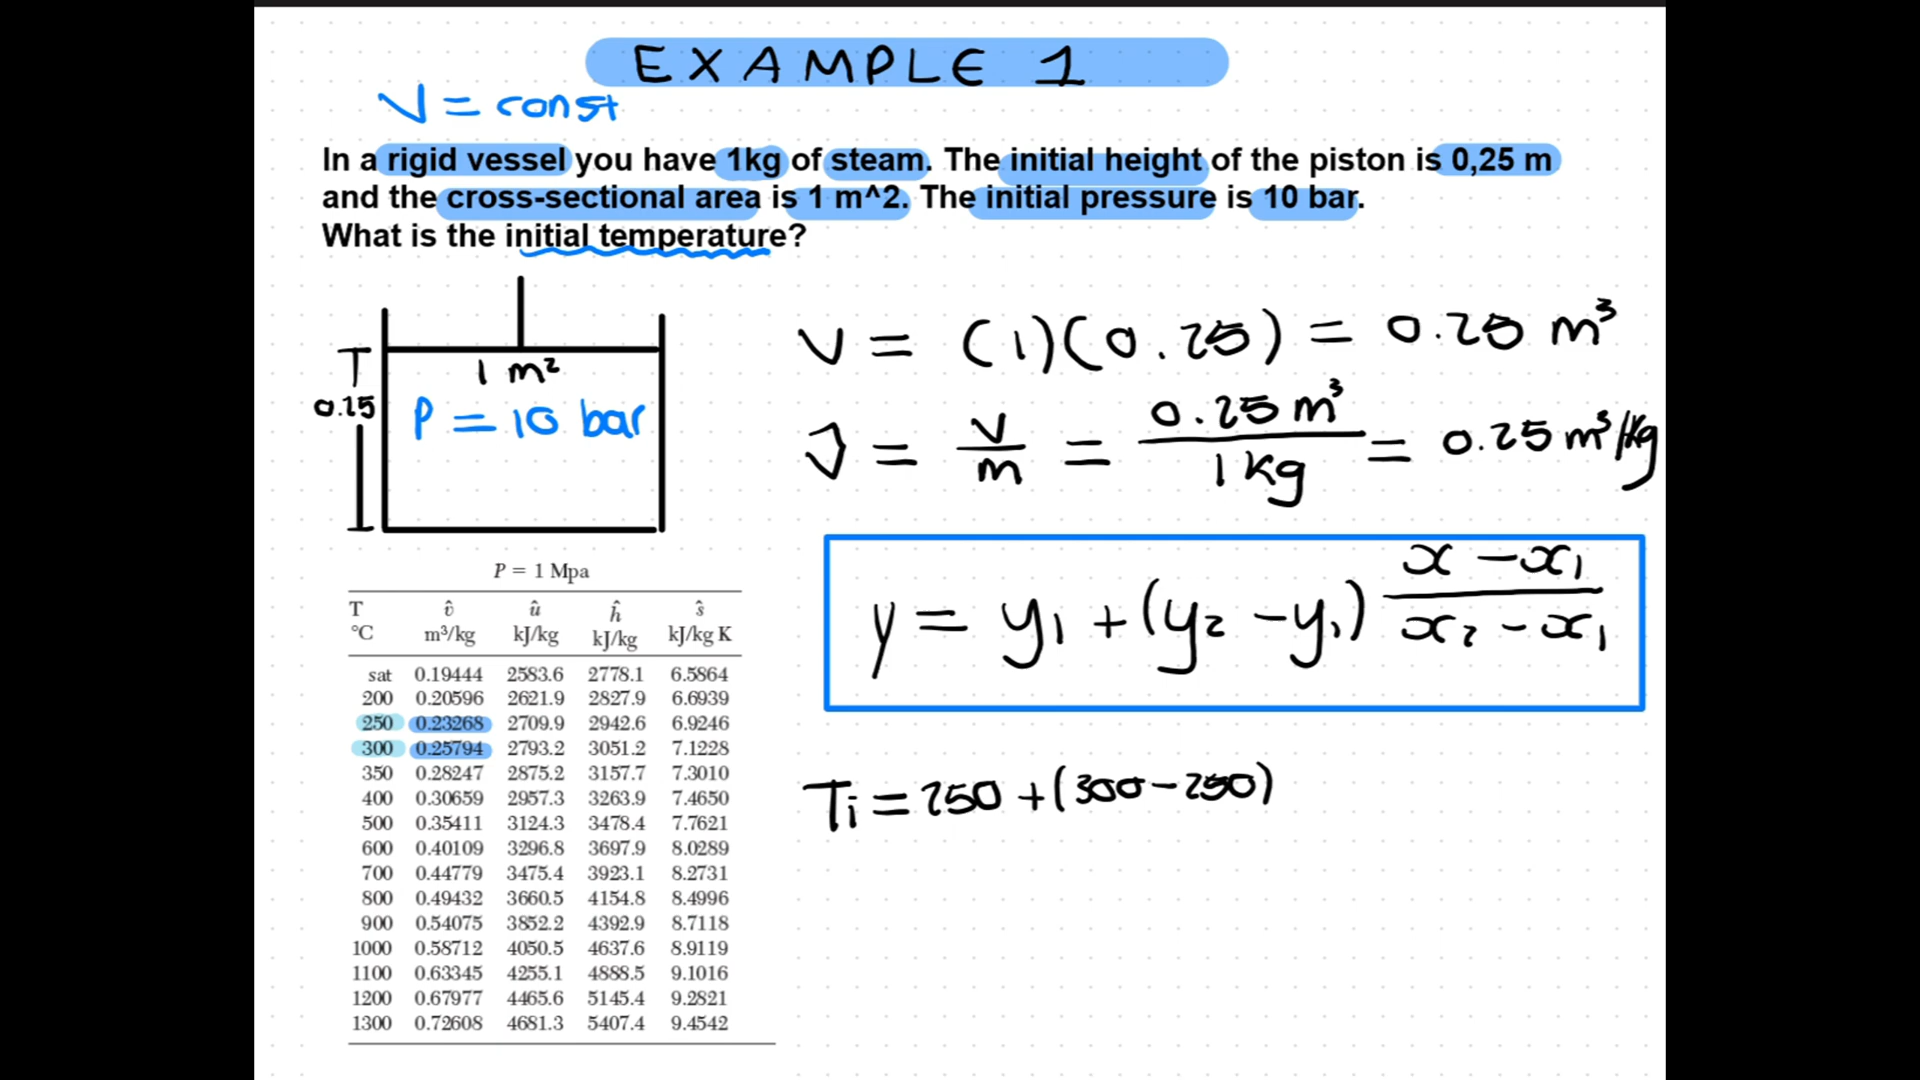 EXAMPLE 1
V = const
In a rigid vessel you have 1kg of steam. The initial height of the piston is 0,25 m
and the cross-sectional area is 1 m^2. The initial pressure is 10 bar.
What is the initial temperature?
1 m²
0.25
P = 10 bar
V = (1)(0.25) = 0.25 m³
v̂ = V/m = 0.25 m³/1 kg = 0.25 m³/kg
y = y₁ + (y₂ - y₁) x - x₁/x₂ - x₁
Ti = 250 + (300 - 250)
P = 1 Mpa
T v̂ û ĥ ŝ
°C m³/kg kJ/kg kJ/kg kJ/kg K
sat 0.19444 2583.6 2778.1 6.5864
200 0.20596 2621.9 2827.9 6.6939
250 0.23268 2709.9 2942.6 6.9246
300 0.25794 2793.2 3051.2 7.1228
350 0.28247 2875.2 3157.7 7.3010
400 0.30659 2957.3 3263.9 7.4650
500 0.35411 3124.3 3478.4 7.7621
600 0.40109 3296.8 3697.9 8.0289
700 0.44779 3475.4 3923.1 8.2731
800 0.49432 3660.5 4154.8 8.4996
900 0.54075 3852.2 4392.9 8.7118
1000 0.58712 4050.5 4637.6 8.9119
1100 0.63345 4255.1 4888.5 9.1016
1200 0.67977 4465.6 5145.4 9.2821
1300 0.72608 4681.3 5407.4 9.4542